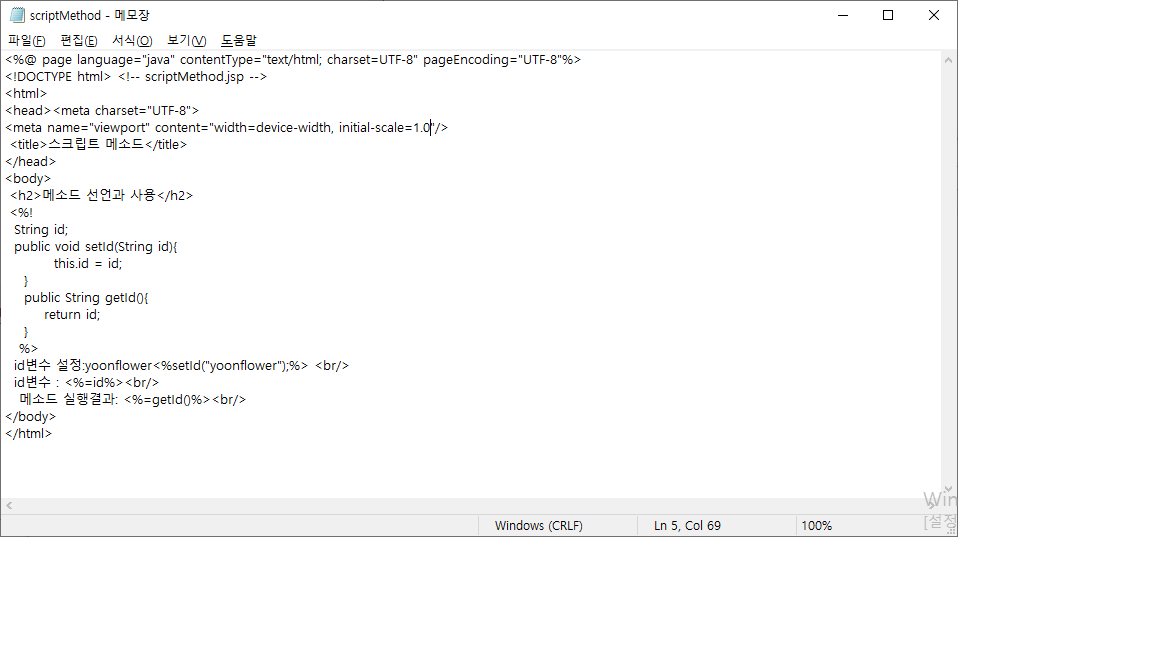 scriptMethod - 메모장
파일(F) 편집(E) 서식(O) 보기(V) 도움말
<%@ page language="java" contentType="text/html; charset=UTF-8" pageEncoding="UTF-8"%>
<!DOCTYPE html> <!-- scriptMethod.jsp -->
<html>
<head><meta charset="UTF-8">
<meta name="viewport" content="width=device-width, initial-scale=1.0"/>
<title>스크립트 메소드</title>
</head>
<body>
<h2>메소드 선언과 사용</h2>
<%!
String id;
public void setId(String id){
this.id = id;
}
public String getId(){
return id;
}
%>
id변수 설정:yoonflower<%setId("yoonflower");%> <br/>
id변수 : <%=id%><br/>
메소드 실행결과: <%=getId()%><br/>
</body>
</html>
Win
[설정
Windows (CRLF) Ln 5, Col 69 100%